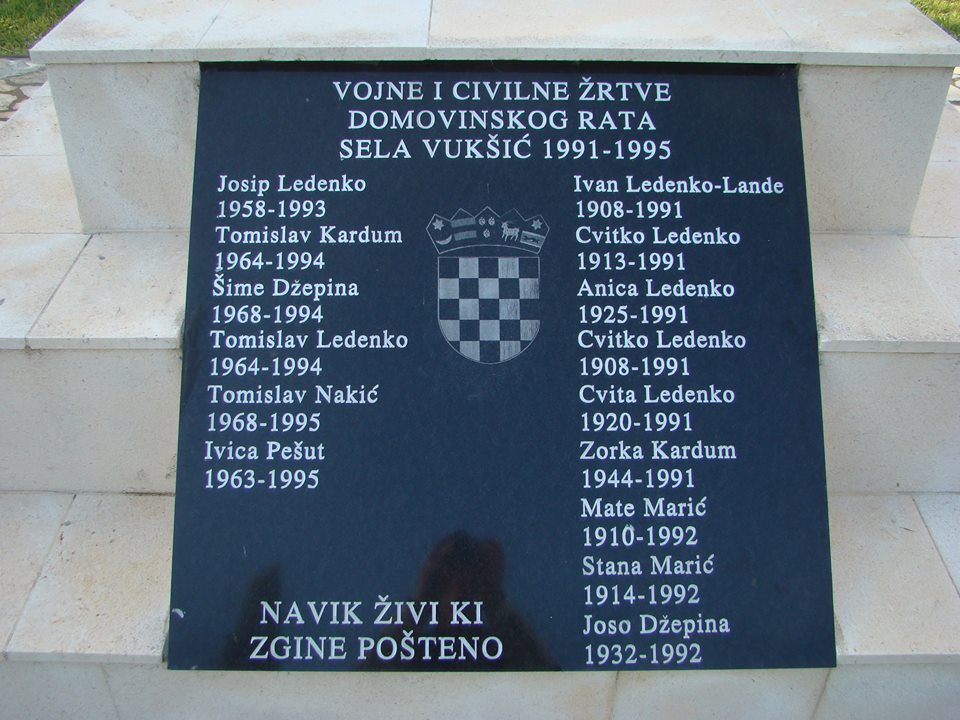 VOJNE I CIVILNE ŽRTVE
DOMOVINSKOG RATA
SELA VUKŠIĆ 1991-1995
Josip Ledenko
1958-1993
Tomislav Kardum
1964-1994
Šime Džepina
1968-1994
Tomislav Ledenko
1964-1994
Tomislav Nakić
1968-1995
Ivica Pešut
1963-1995
Ivan Ledenko-Lande
1908-1991
Cvitko Ledenko
1913-1991
Anica Ledenko
1925-1991
Cvitko Ledenko
1908-1991
Cvita Ledenko
1920-1991
Zorka Kardum
1944-1991
Mate Marić
1910-1992
Stana Marić
1914-1992
Joso Džepina
1932-1992
NAVIK ŽIVI KI
ZGINE POŠTENO